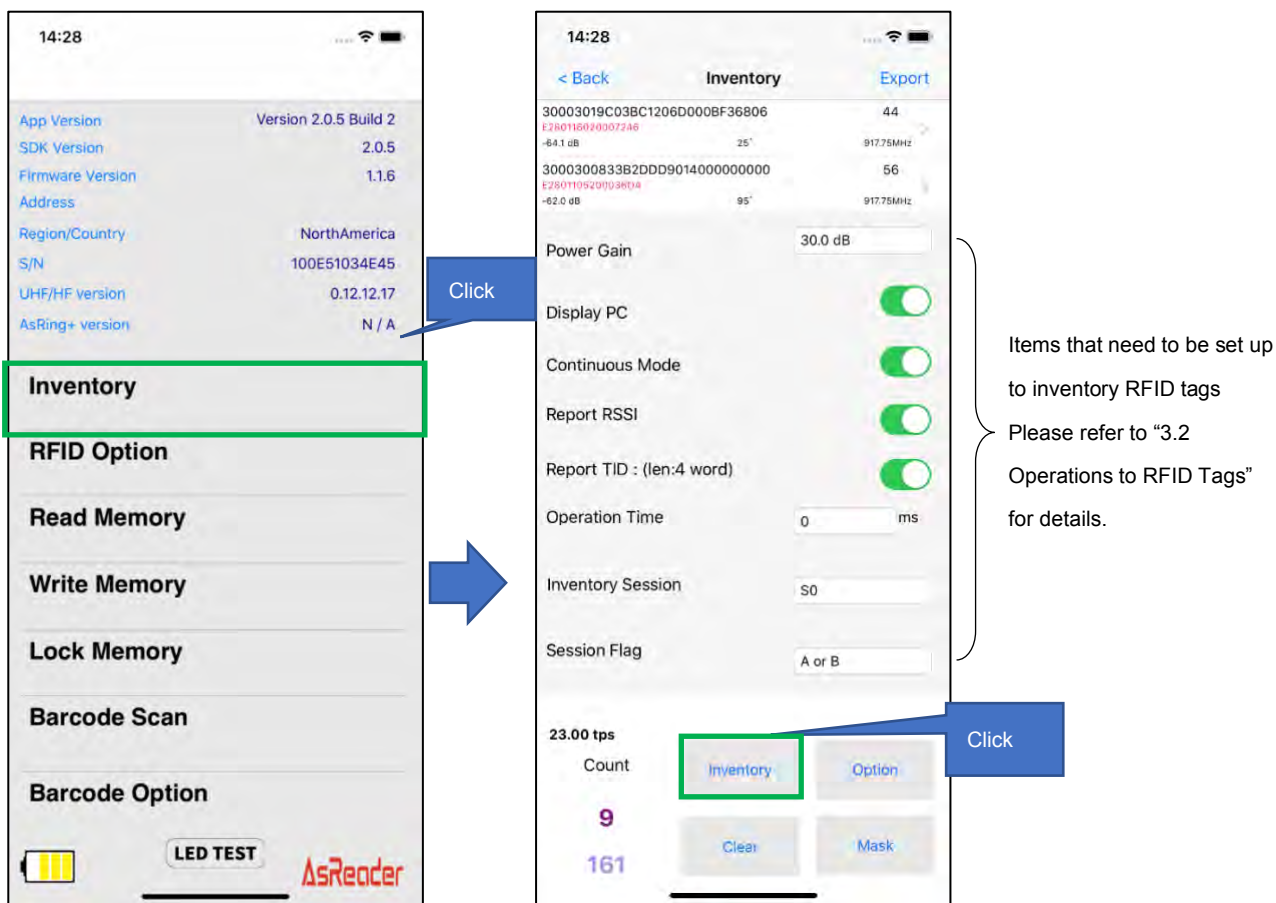 14:28
App Version Version 2.0.5 Build 2
SDK Version 2.0.5
Firmware Version 1.1.6
Address
Region/Country NorthAmerica
S/N 100E51034E45
UHF/HF version 0.12.12.17
AsRing+ version N / A
Click
Inventory
RFID Option
Read Memory
Write Memory
Lock Memory
Barcode Scan
Barcode Option
LED TEST
AsReader
14:28
< Back Inventory Export
30003019C03BC1206D000BF36806 44
E280116020007246
-64.1 dB 25˚ 917.75MHz
3000300833B2DDD9014000000000 56
-62.0 dB 95˚ 917.75MHz
Power Gain 30.0 dB
Display PC
Continuous Mode
Report RSSI
Report TID : (len:4 word)
Operation Time 0 ms
Inventory Session S0
Session Flag A or B
23.00 tps
Count
9
161
Inventory Option
Clear Mask
Click
Items that need to be set up
to inventory RFID tags
Please refer to “3.2
Operations to RFID Tags”
for details.